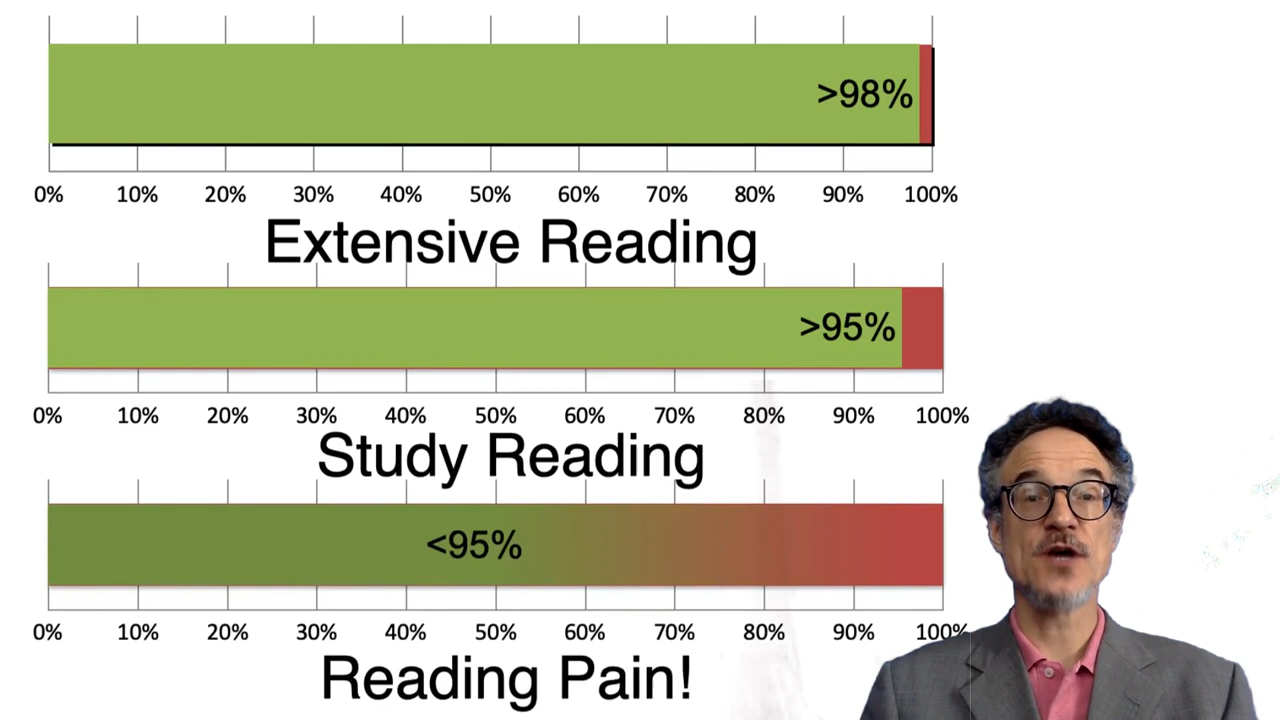 >98%
0% 10% 20% 30% 40% 50% 60% 70% 80% 90% 100%
Extensive Reading
>95%
0% 10% 20% 30% 40% 50% 60% 70% 80% 90% 100%
Study Reading
<95%
0% 10% 20% 30% 40% 50% 60% 70% 80% 90% 100%
Reading Pain!